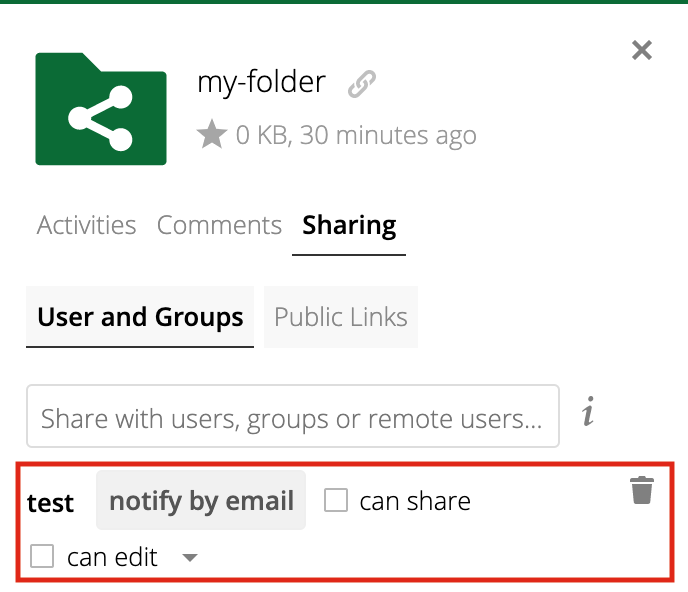 my-folder
0 KB, 30 minutes ago
Activities Comments Sharing
User and Groups Public Links
Share with users, groups or remote users... i
test notify by email can share
can edit